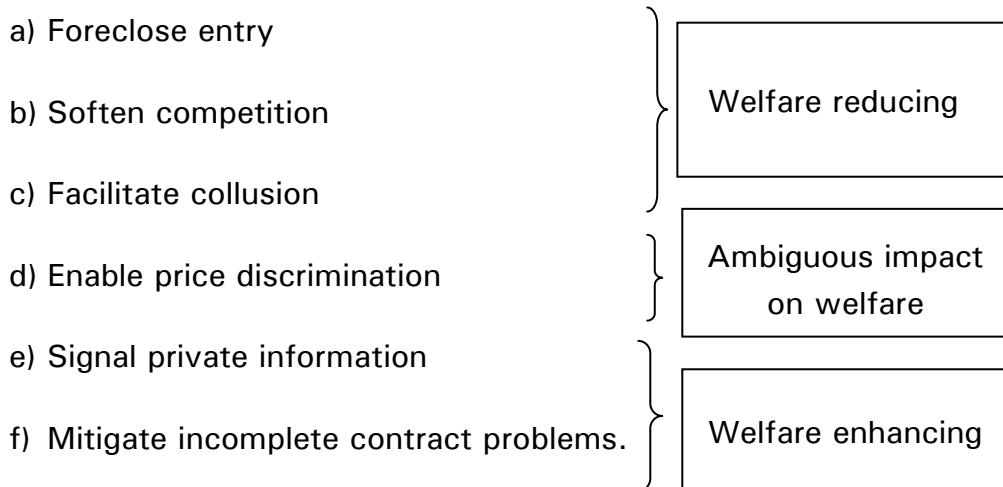 a) Foreclose entry
b) Soften competition
c) Facilitate collusion
d) Enable price discrimination
e) Signal private information
f) Mitigate incomplete contract problems.
Welfare reducing
Ambiguous impact
on welfare
Welfare enhancing